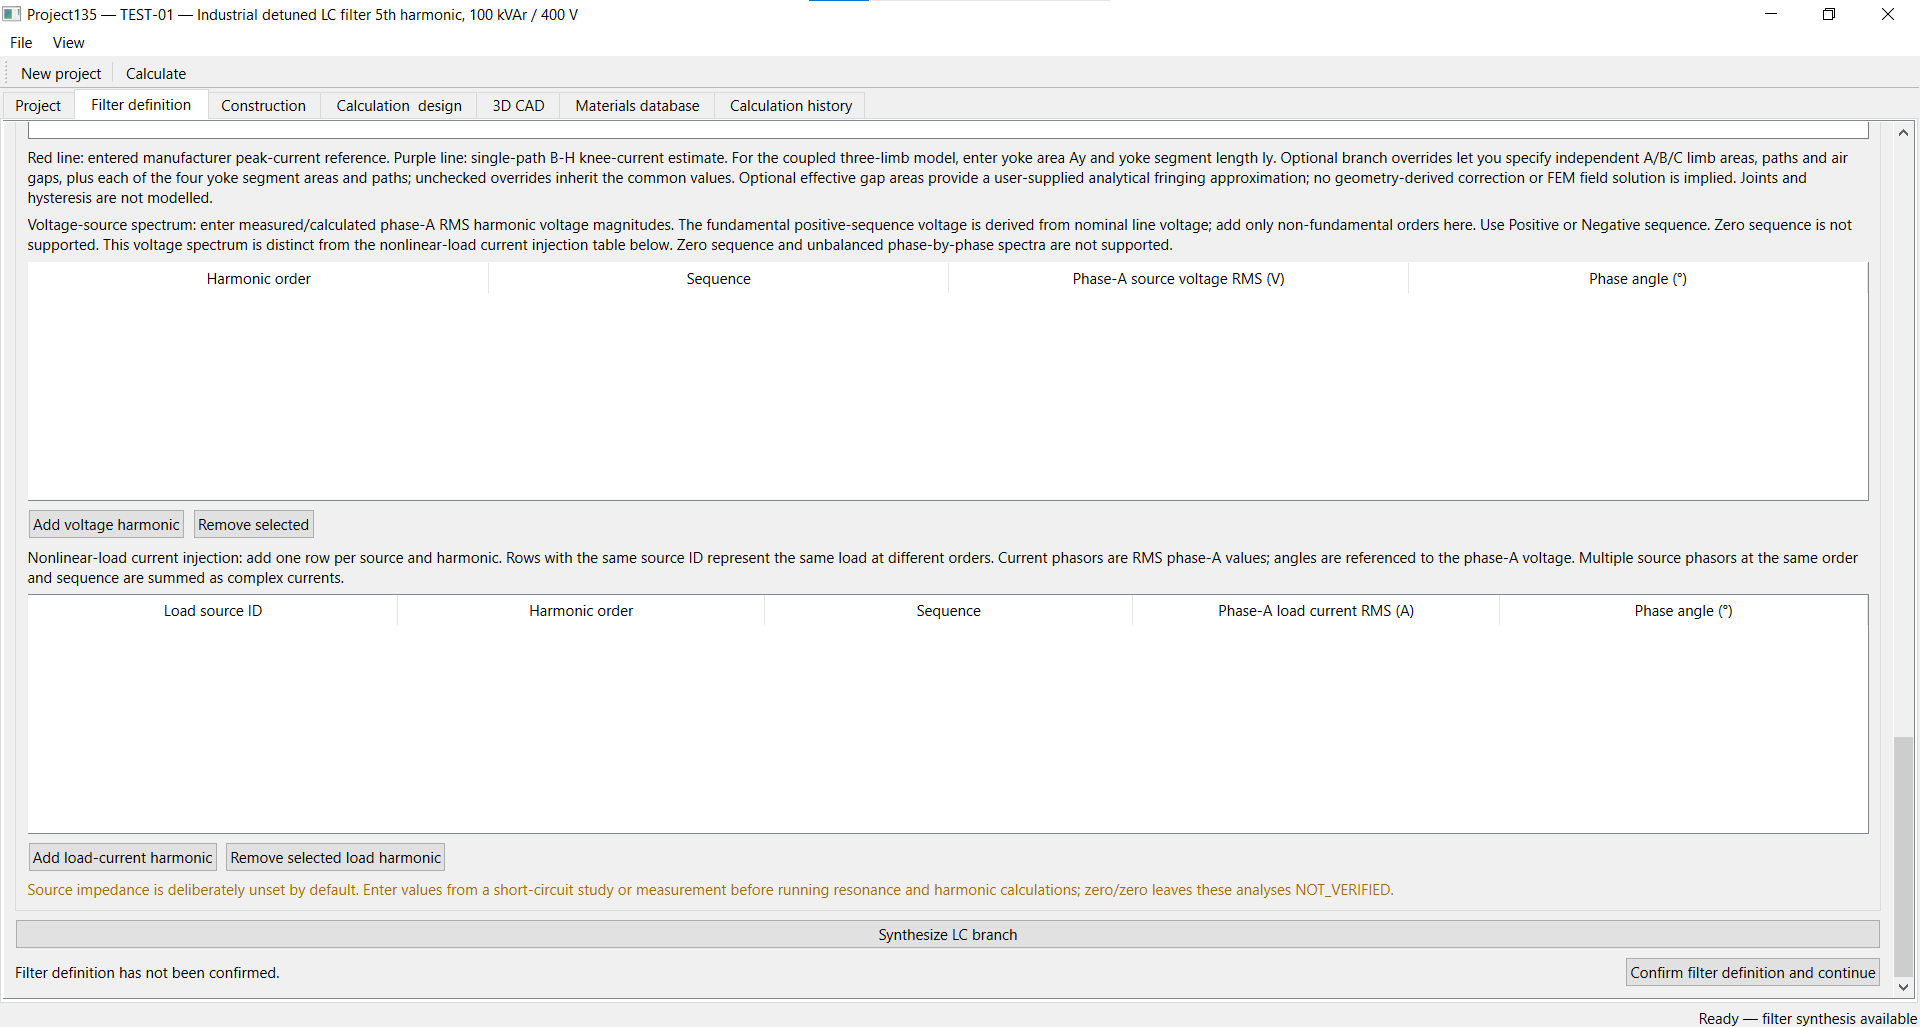 Project135 — TEST-01 — Industrial detuned LC filter 5th harmonic, 100 kVAr / 400 V
File View
New project Calculate
Project Filter definition Construction Calculation design 3D CAD Materials database Calculation history
Red line: entered manufacturer peak-current reference. Purple line: single-path B-H knee-current estimate. For the coupled three-limb model, enter yoke area Ay and yoke segment length ly. Optional branch overrides let you specify independent A/B/C limb areas, paths and air
gaps, plus each of the four yoke segment areas and paths; unchecked overrides inherit the common values. Optional effective gap areas provide a user-supplied analytical fringing approximation; no geometry-derived correction or FEM field solution is implied. Joints and
hysteresis are not modelled.
Voltage-source spectrum: enter measured/calculated phase-A RMS harmonic voltage magnitudes. The fundamental positive-sequence voltage is derived from nominal line voltage; add only non-fundamental orders here. Use Positive or Negative sequence. Zero sequence is not
supported. This voltage spectrum is distinct from the nonlinear-load current injection table below. Zero sequence and unbalanced phase-by-phase spectra are not supported.
Harmonic order Sequence Phase-A source voltage RMS (V) Phase angle (°)
Add voltage harmonic Remove selected
Nonlinear-load current injection: add one row per source and harmonic. Rows with the same source ID represent the same load at different orders. Current phasors are RMS phase-A values; angles are referenced to the phase-A voltage. Multiple source phasors at the same order
and sequence are summed as complex currents.
Load source ID Harmonic order Sequence Phase-A load current RMS (A) Phase angle (°)
Add load-current harmonic Remove selected load harmonic
Source impedance is deliberately unset by default. Enter values from a short-circuit study or measurement before running resonance and harmonic calculations; zero/zero leaves these analyses NOT_VERIFIED.
Synthesize LC branch
Filter definition has not been confirmed. Confirm filter definition and continue
Ready — filter synthesis available